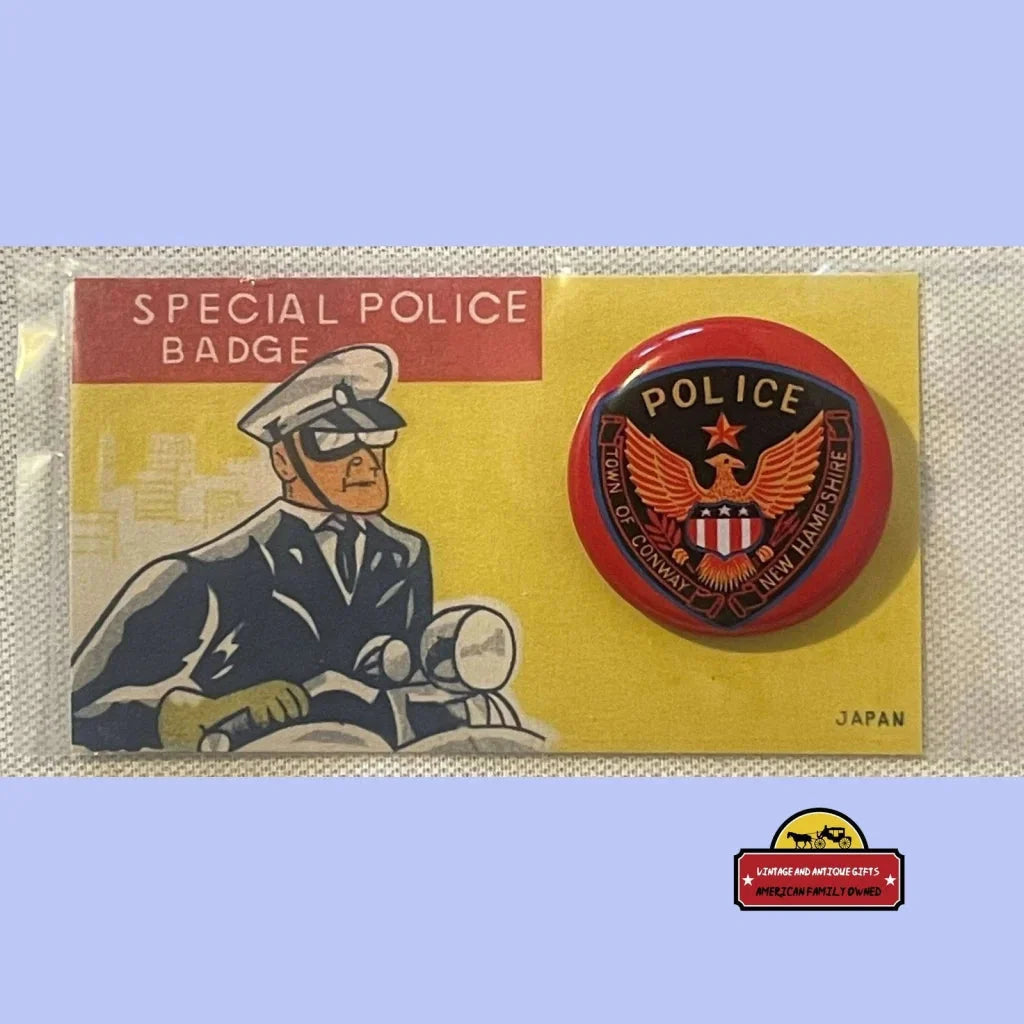 SPECIAL POLICE
BADGE
POLICE
TOWN OF CONWAY
NEW HAMPSHIRE
JAPAN
VINTAGE AND ANTIQUE GIFTS
AMERICAN FAMILY OWNED